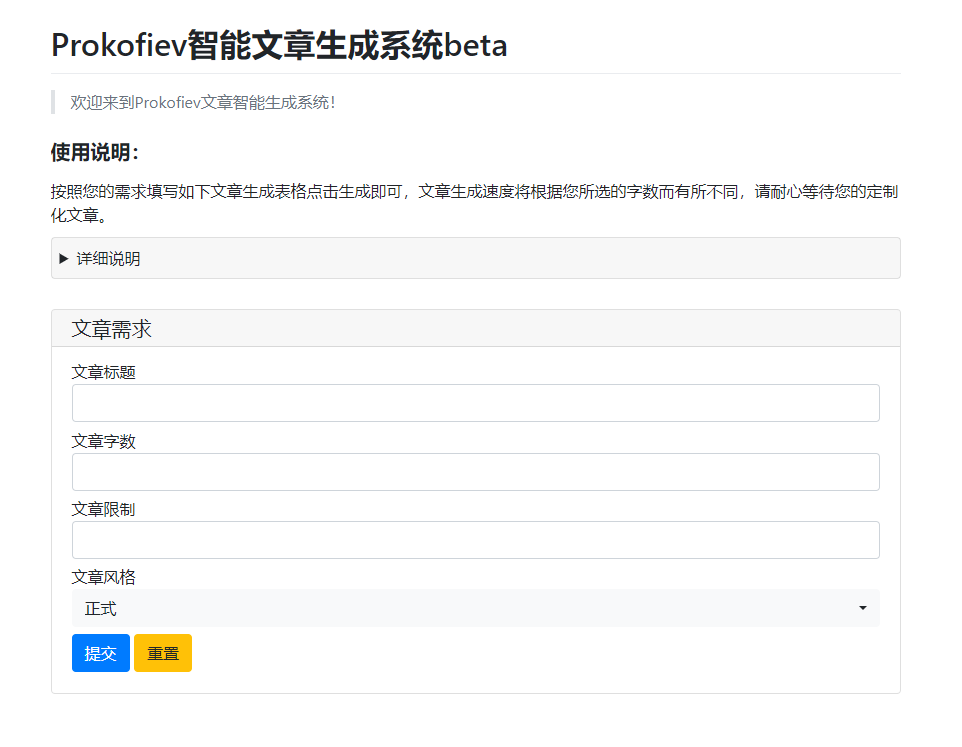 Prokofiev智能文章生成系统beta
欢迎来到Prokofiev文章智能生成系统！
使用说明：
按照您的需求填写如下文章生成表格点击生成即可，文章生成速度将根据您所选的字数而有所不同，请耐心等待您的定制
化文章。
详细说明
文章需求
文章标题
文章字数
文章限制
文章风格
正式
提交 重置